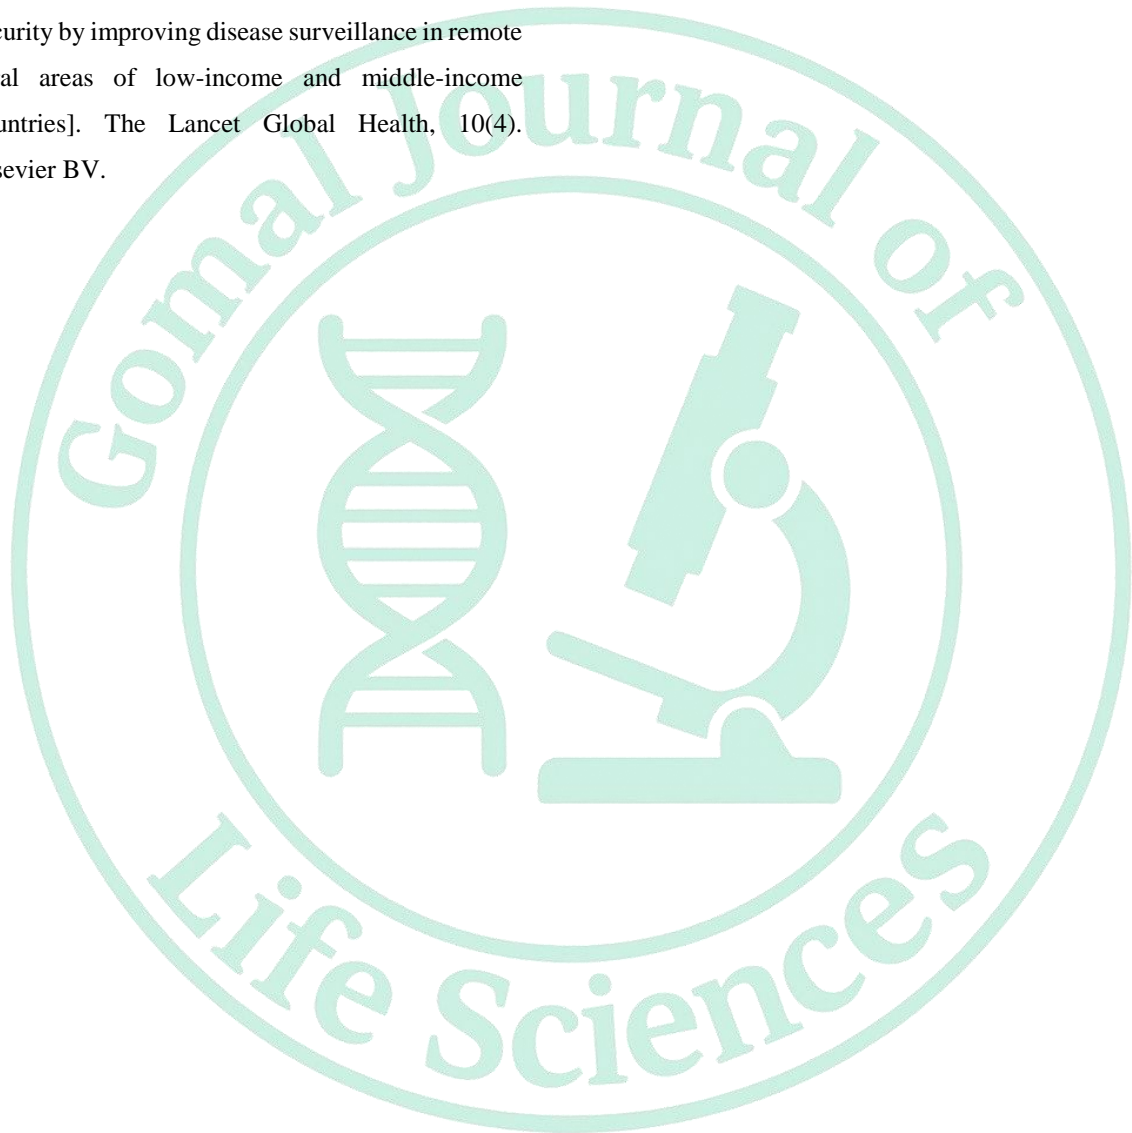 curity by improving disease surveillance in remote
al areas of low-income and middle-income
untries]. The Lancet Global Health, 10(4).
sevier BV.
Gomal Journal of
Life Sciences